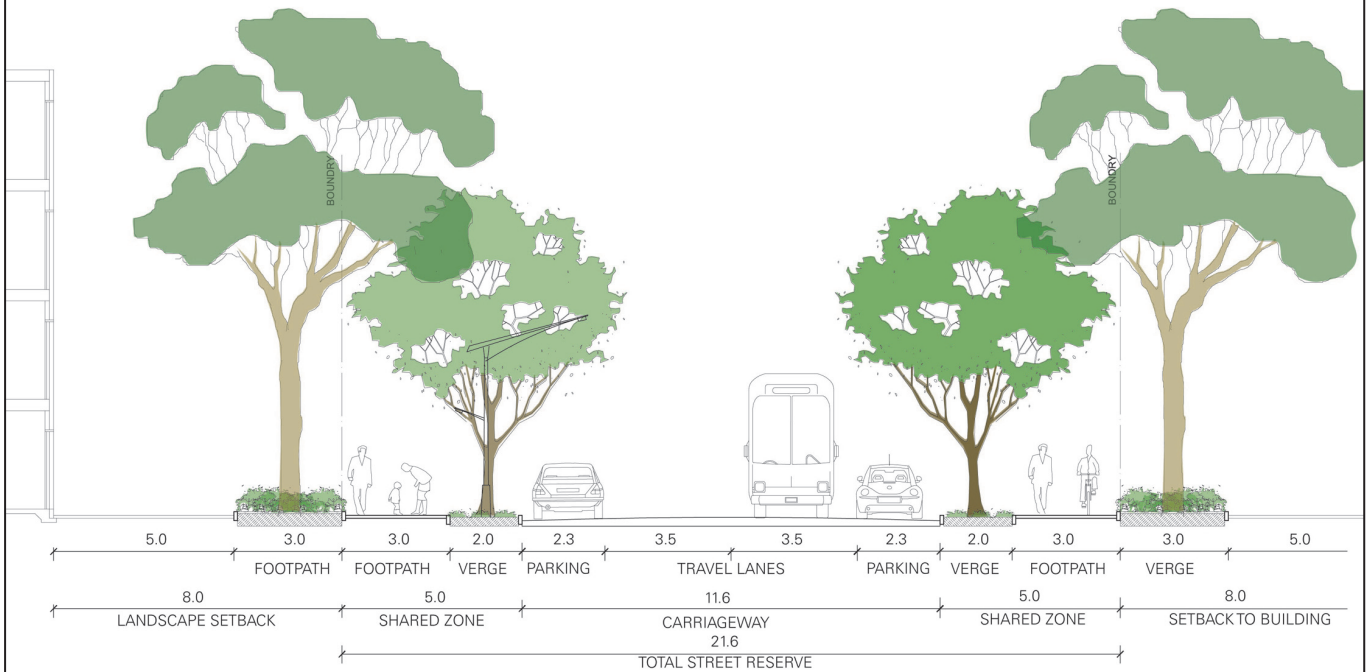 BOUNDRY
BOUNDRY
5.0 3.0 3.0 2.0 2.3 3.5 3.5 2.3 2.0 3.0 3.0 5.0
FOOTPATH FOOTPATH VERGE PARKING TRAVEL LANES PARKING VERGE FOOTPATH VERGE
8.0 5.0 11.6 5.0 8.0
LANDSCAPE SETBACK SHARED ZONE CARRIAGEWAY SHARED ZONE SETBACK TO BUILDING
21.6
TOTAL STREET RESERVE